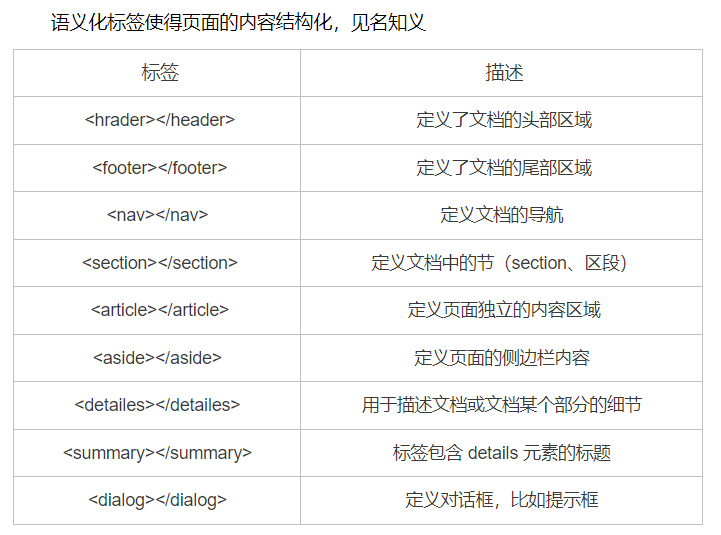 语义化标签使得页面的内容结构化，见名知义
标签 描述
<hrader></header> 定义了文档的头部区域
<footer></footer> 定义了文档的尾部区域
<nav></nav> 定义文档的导航
<section></section> 定义文档中的节（section、区段）
<article></article> 定义页面独立的内容区域
<aside></aside> 定义页面的侧边栏内容
<detailes></detailes> 用于描述文档或文档某个部分的细节
<summary></summary> 标签包含 details 元素的标题
<dialog></dialog> 定义对话框，比如提示框